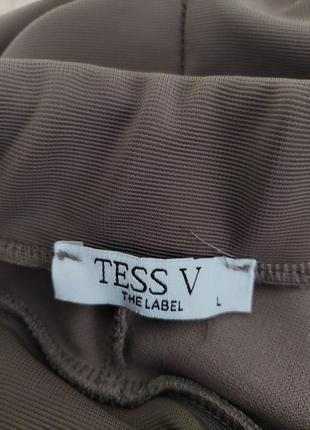 TESS V
THE LABEL
L